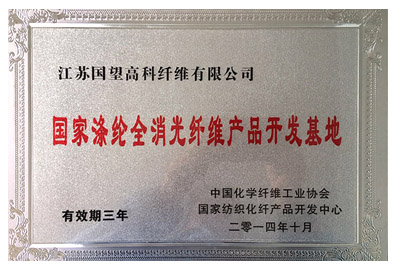 江苏国望高科纤维有限公司
国家涤纶全消光纤维产品开发基地
中国化学纤维工业协会
有效期三年
国家纺织化纤产品开发中心
二〇一四年十月